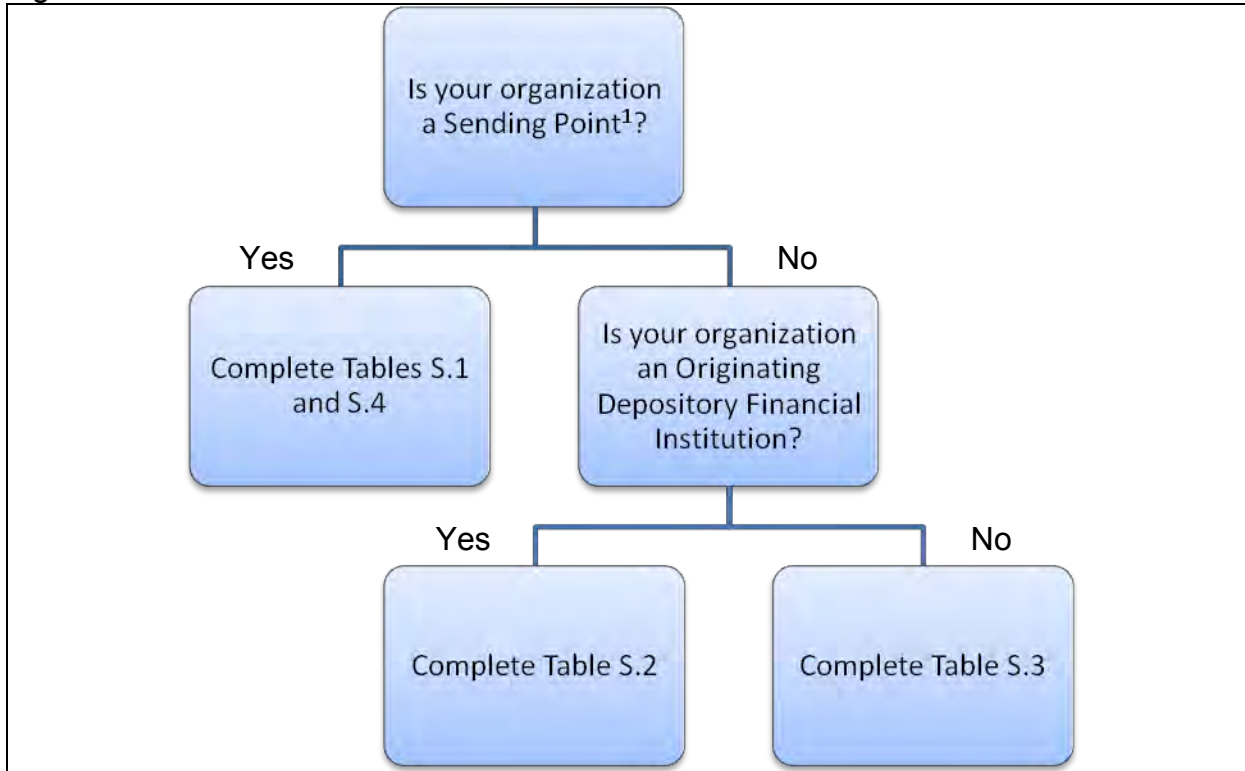 Is your organization
a Sending Point¹?
Yes
No
Complete Tables S.1
and S.4
Is your organization
an Originating
Depository Financial
Institution?
Yes
No
Complete Table S.2
Complete Table S.3